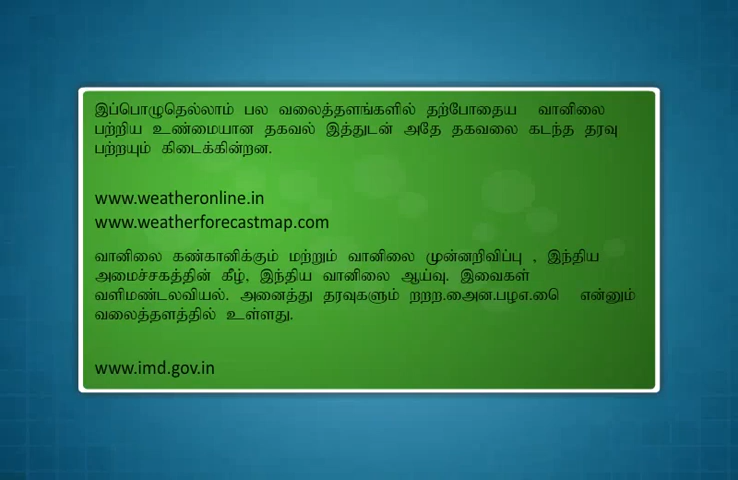 இப்பொழுதெல்லாம் பல வலைத்தளங்களில் தற்போதைய வானிலை
பற்றிய உண்மையான தகவல் இத்துடன் அதே தகவலை கடந்த தரவு
பற்றயும் கிடைக்கின்றன.
www.weatheronline.in
www.weatherforecastmap.com
வானிலை கண்கானிக்கும் மற்றும் வானிலை முன்னறிவிப்பு , இந்திய
அமைச்சகத்தின் கீழ், இந்திய வானிலை ஆய்வு. இவைகள்
வளிமண்டலவியல். அனைத்து தரவுகளும் றறற.அைன.பழஎ.ெை என்னும்
வலைத்தளத்தில் உள்ளது.
www.imd.gov.in